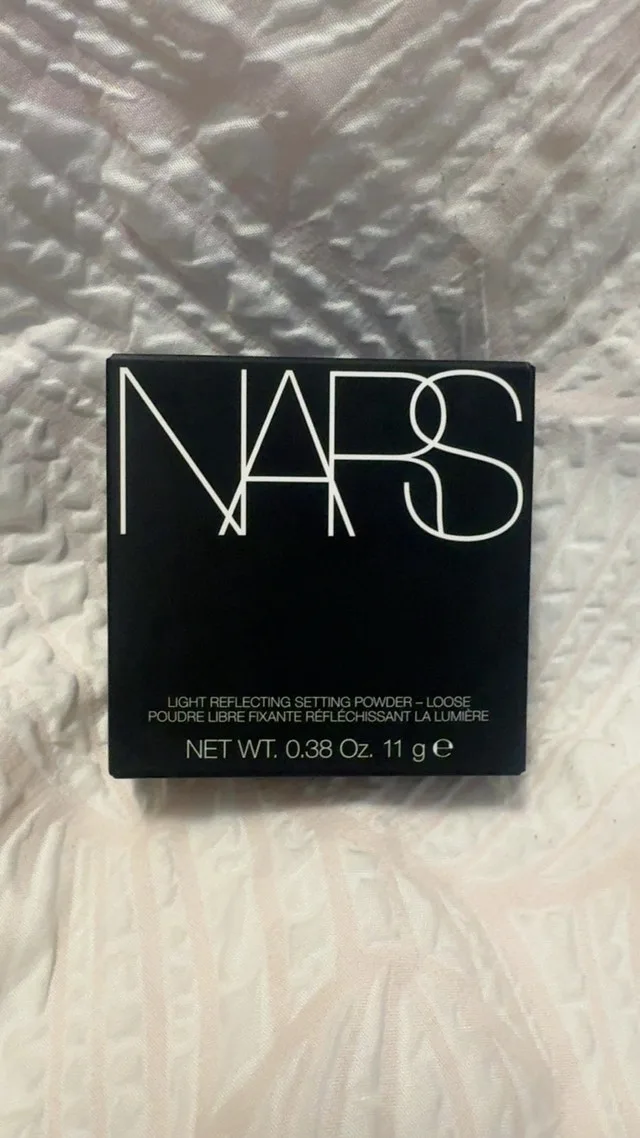 NARS
LIGHT REFLECTING SETTING POWDER – LOOSE
POUDRE LIBRE FIXANTE RÉFLÉCHISSANT LA LUMIÈRE
NET WT. 0.38 Oz. 11 g ℮